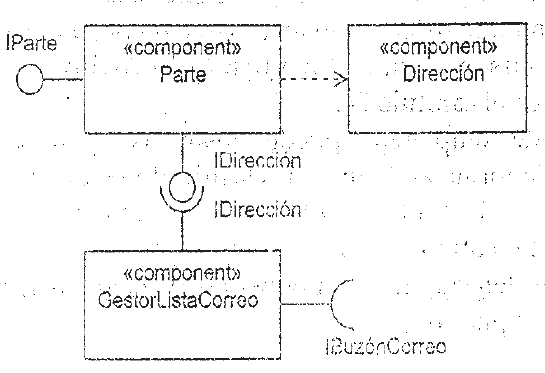 IParte
«component»
Parte
«component»
Dirección
IDirección
IDirección
«component»
GestorListaCorreo
IBuzónCorreo